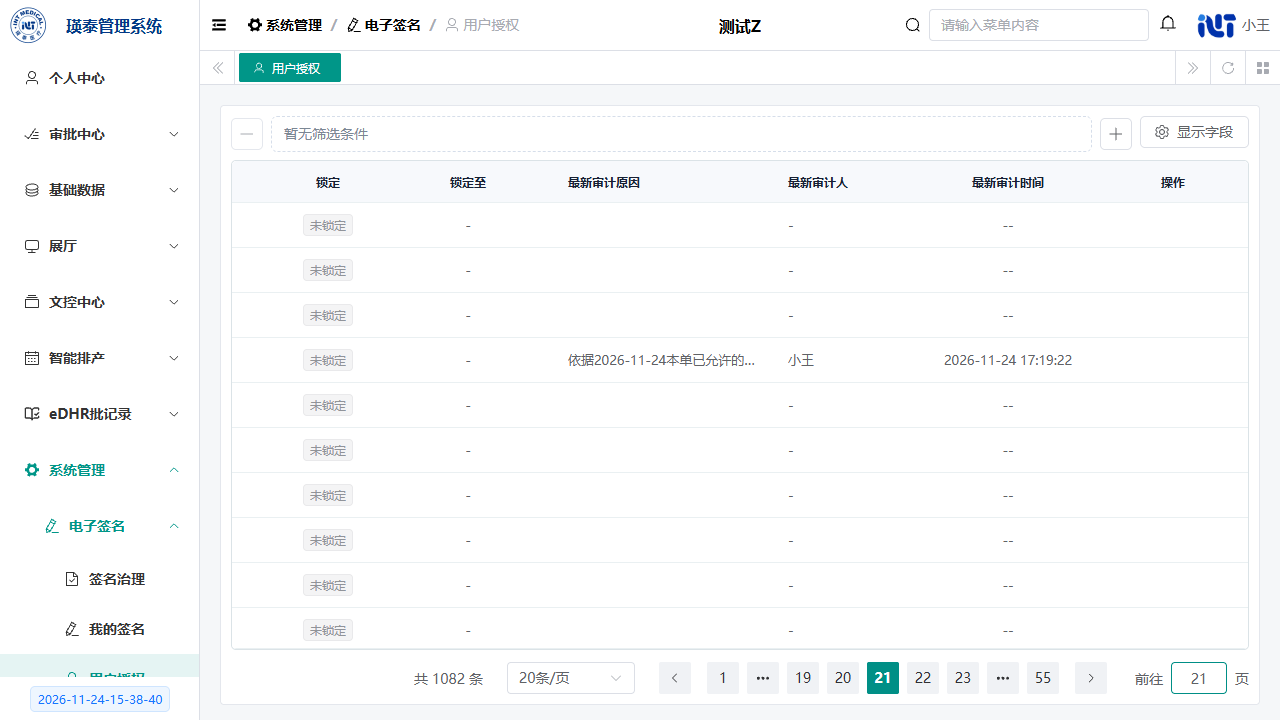 瑛泰管理系统
系统管理 / 电子签名 / 用户授权
测试Z
请输入菜单内容
小王
用户授权
个人中心
审批中心
基础数据
展厅
文控中心
智能排产
eDHR批记录
系统管理
电子签名
签名治理
我的签名
用户授权
2026-11-24-15-38-40
暂无筛选条件
显示字段
锁定 锁定至 最新审计原因 最新审计人 最新审计时间 操作
未锁定 - - --
未锁定 - - --
未锁定 - - --
未锁定 - 依据2026-11-24本单已允许的... 小王 2026-11-24 17:19:22
未锁定 - - --
未锁定 - - --
未锁定 - - --
未锁定 - - --
未锁定 - - --
未锁定 - - --
共 1082 条 20条/页 1 ••• 19 20 21 22 23 ••• 55 前往 21 页